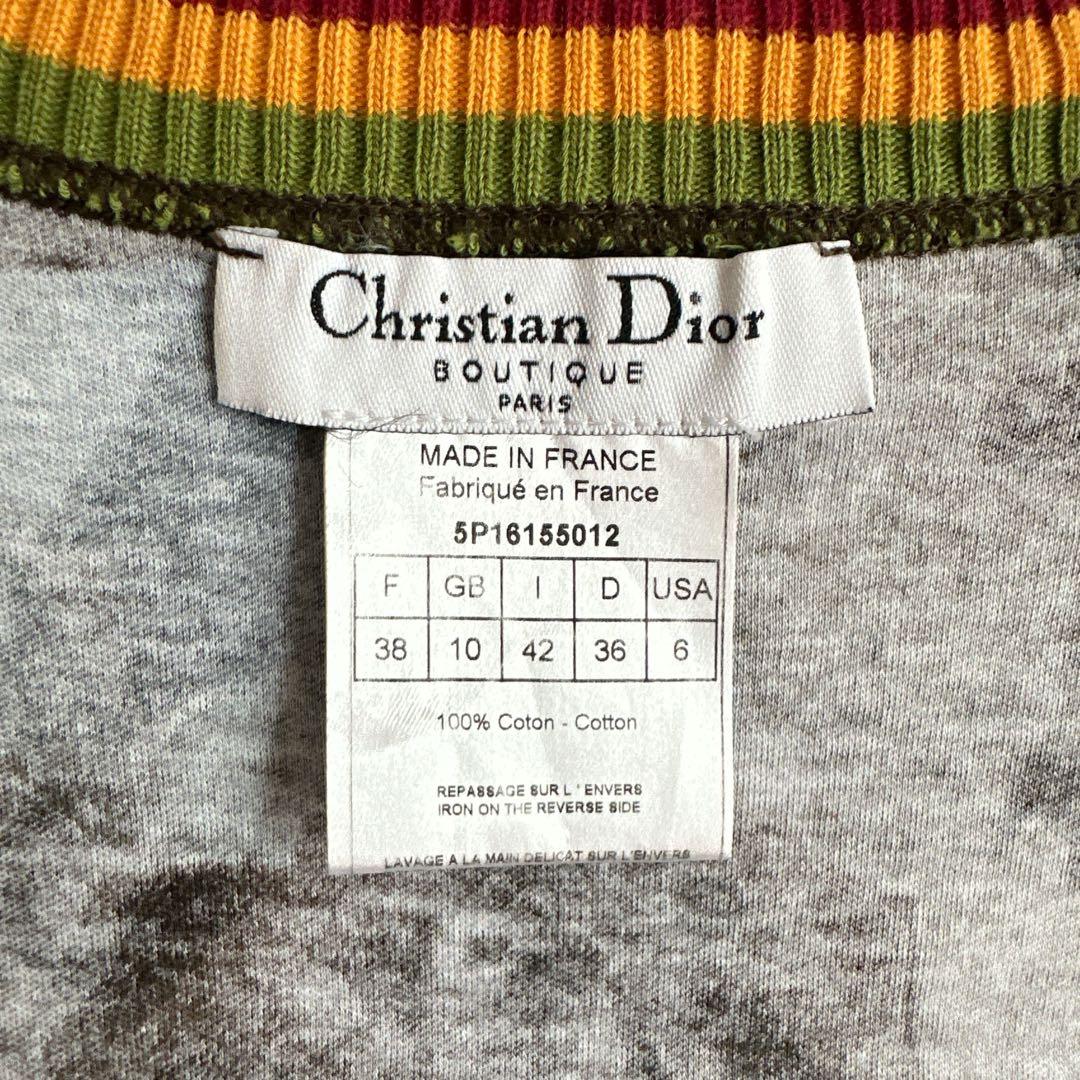 Christian Dior
BOUTIQUE
PARIS
MADE IN FRANCE
Fabriqué en France
5P16155012
F GB I D USA
38 10 42 36 6
100% Coton - Cotton
REPASSAGE SUR L ' ENVERS
IRON ON THE REVERSE SIDE
LAVAGE A LA MAIN DELICAT SUR L'ENVERS